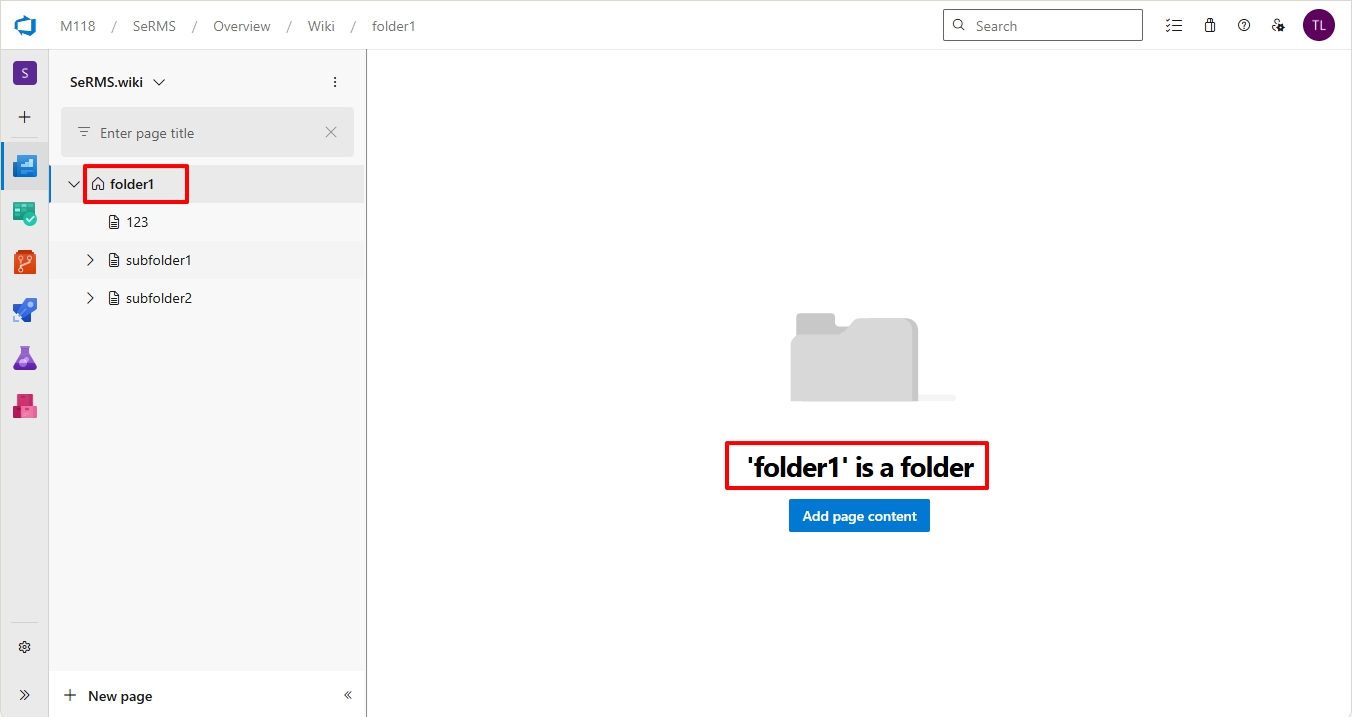 M118 / SeRMS / Overview / Wiki / folder1
Search
TL
S
SeRMS.wiki
Enter page title
folder1
123
subfolder1
subfolder2
'folder1' is a folder
Add page content
New page